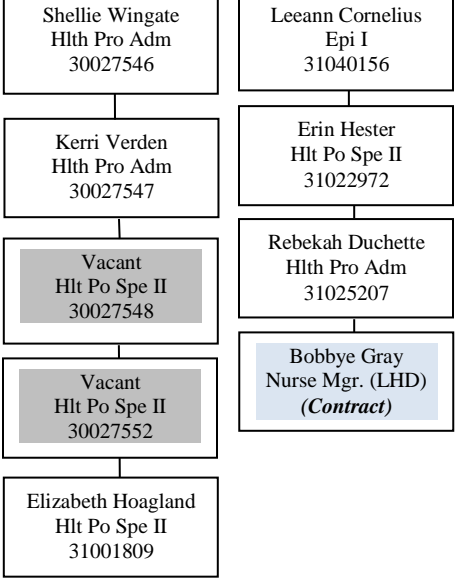 Shellie Wingate
Hlth Pro Adm
30027546
Kerri Verden
Hlth Pro Adm
30027547
Vacant
Hlt Po Spe II
30027548
Vacant
Hlt Po Spe II
30027552
Elizabeth Hoagland
Hlt Po Spe II
31001809
Leeann Cornelius
Epi I
31040156
Erin Hester
Hlt Po Spe II
31022972
Rebekah Duchette
Hlth Pro Adm
31025207
Bobbye Gray
Nurse Mgr. (LHD)
(Contract)